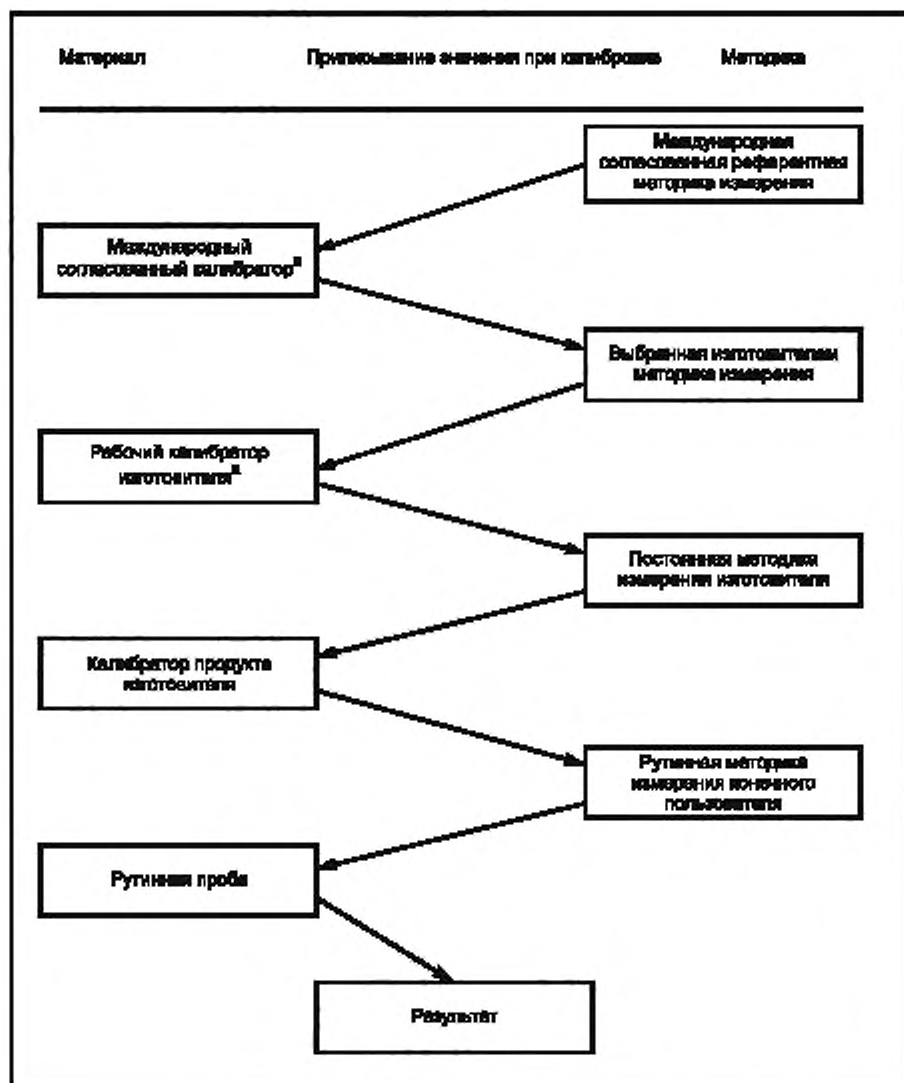 Материал Приписывание значения при калибровке Методика
Международная
согласованная референтная
методика измерения
Международный
согласованный калибратор a
Выбранная изготовителем
методика измерения
Рабочий калибратор
изготовителя a
Постоянная методика
измерения изготовителя
Калибратор продукта
изготовителя
Рутинная методика
измерения конечного
пользователя
Рутинная проба
Результат